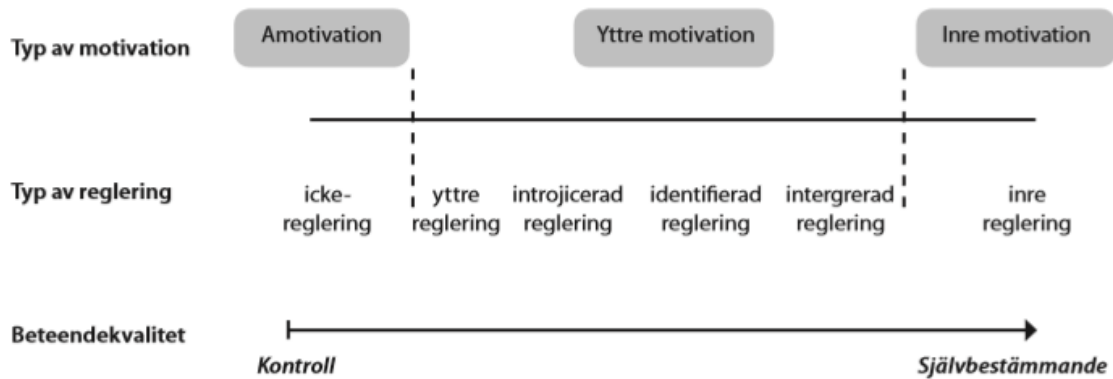 Typ av motivation
Amotivation
Yttre motivation
Inre motivation
Typ av reglering
icke-
reglering
yttre
reglering
introjicerad
reglering
identifierad
reglering
intergrerad
reglering
inre
reglering
Beteendekvalitet
Kontroll
Självbestämmande